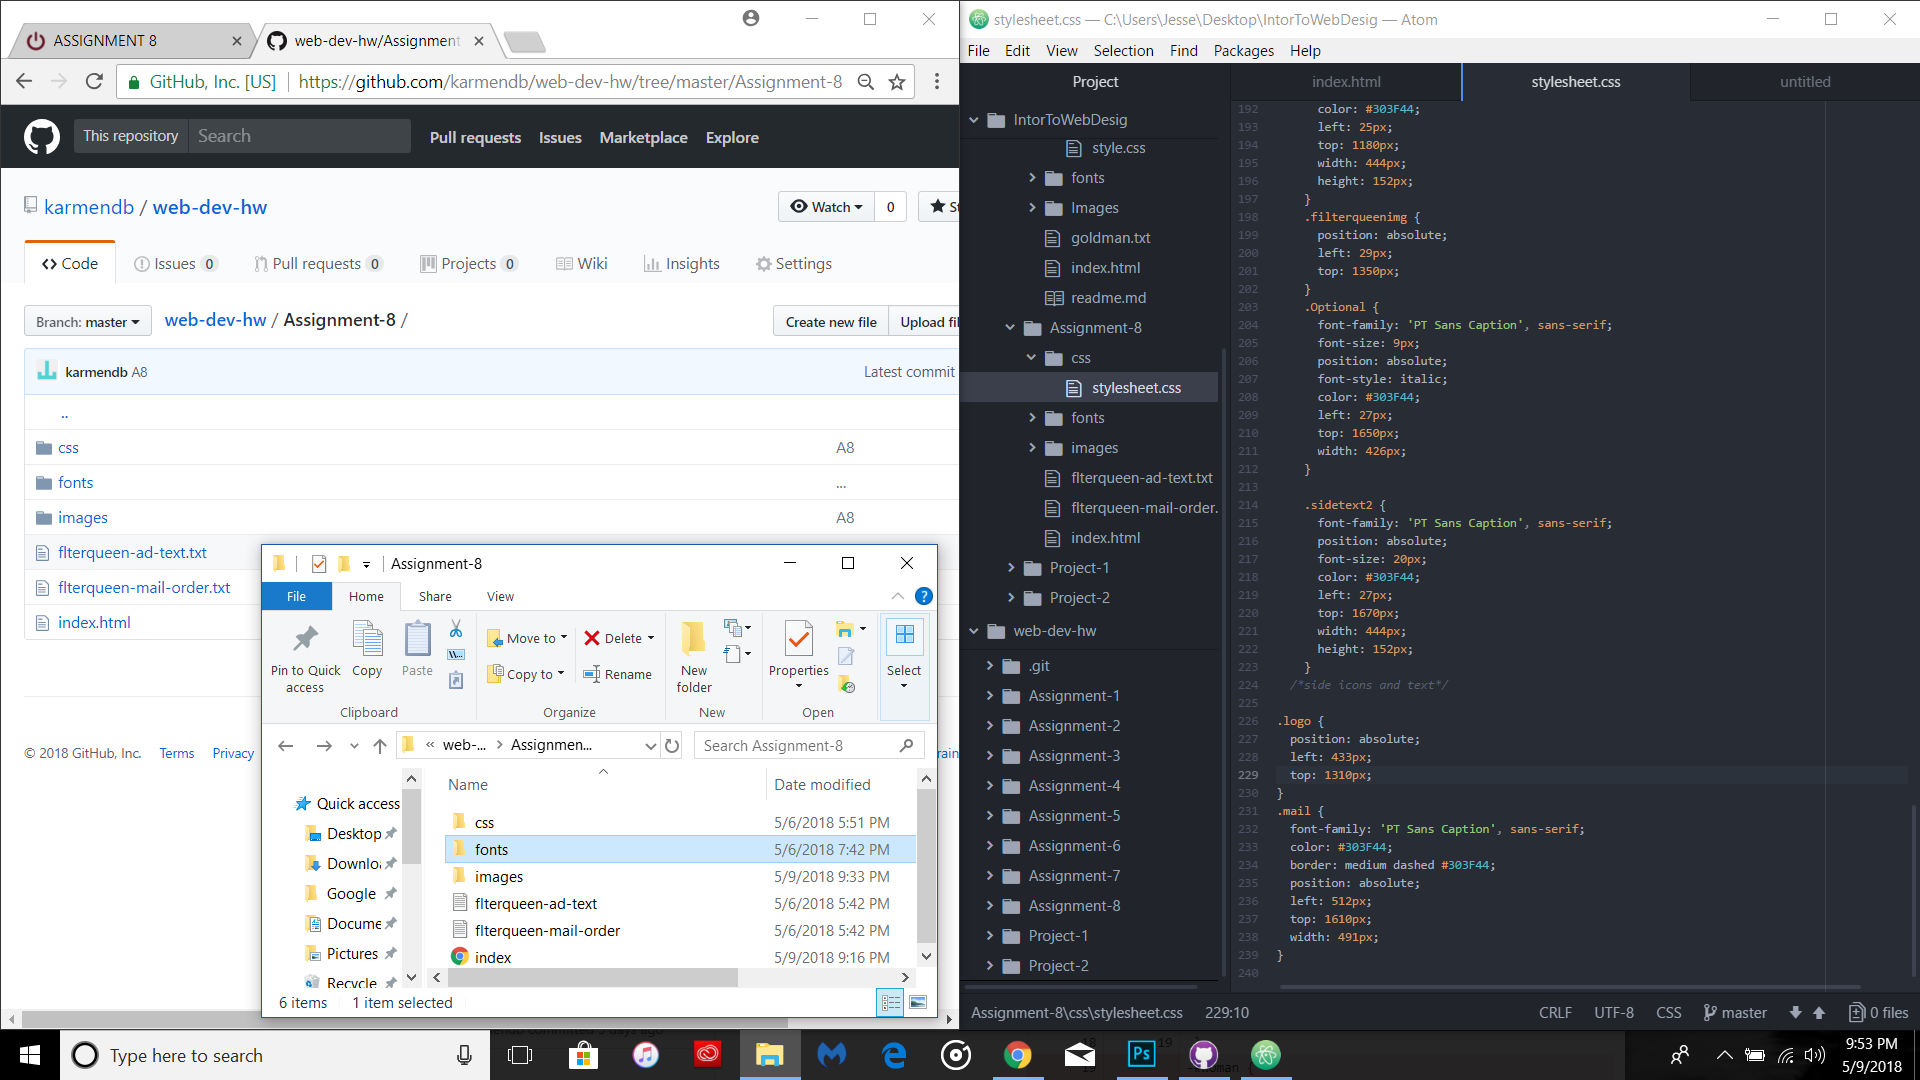 ASSIGNMENT 8
web-dev-hw/Assignment
GitHub, Inc. [US]
https://github.com/karmendb/web-dev-hw/tree/master/Assignment-8
This repository
Search
Pull requests
Issues
Marketplace
Explore
karmendb / web-dev-hw
Watch
0
Code
Issues 0
Pull requests 0
Projects 0
Wiki
Insights
Settings
Branch: master
web-dev-hw / Assignment-8 /
Create new file
Upload fil
karmendb A8
Latest commit
..
css
A8
fonts
...
images
A8
flterqueen-ad-text.txt
flterqueen-mail-order.txt
index.html
© 2018 GitHub, Inc.
Terms
Privacy
Assignment-8
File
Home
Share
View
Pin to Quick access
Copy
Paste
Clipboard
Move to
Copy to
Delete
Rename
Organize
New folder
New
Properties
Open
Select
« web-... > Assignmen...
Search Assignment-8
Quick access
Desktop
Downlo
Google
Docume
Pictures
Recycle
Name
Date modified
css
5/6/2018 5:51 PM
fonts
5/6/2018 7:42 PM
images
5/9/2018 9:33 PM
flterqueen-ad-text
5/6/2018 5:42 PM
flterqueen-mail-order
5/6/2018 5:42 PM
index
5/9/2018 9:16 PM
6 items
1 item selected
stylesheet.css — C:\Users\Jesse\Desktop\IntorToWebDesig — Atom
File Edit View Selection Find Packages Help
Project
IntorToWebDesig
style.css
fonts
Images
goldman.txt
index.html
readme.md
Assignment-8
css
stylesheet.css
fonts
images
flterqueen-ad-text.txt
flterqueen-mail-order.
index.html
Project-1
Project-2
web-dev-hw
.git
Assignment-1
Assignment-2
Assignment-3
Assignment-4
Assignment-5
Assignment-6
Assignment-7
Assignment-8
Project-1
Project-2
index.html
stylesheet.css
untitled
192 color: #303F44;
193 left: 25px;
194 top: 1180px;
195 width: 444px;
196 height: 152px;
197 }
198 .filterqueenimg {
199 position: absolute;
200 left: 29px;
201 top: 1350px;
202 }
203 .Optional {
204 font-family: 'PT Sans Caption', sans-serif;
205 font-size: 9px;
206 position: absolute;
207 font-style: italic;
208 color: #303F44;
209 left: 27px;
210 top: 1650px;
211 width: 426px;
212 }
213
214 .sidetext2 {
215 font-family: 'PT Sans Caption', sans-serif;
216 position: absolute;
217 font-size: 20px;
218 color: #303F44;
219 left: 27px;
220 top: 1670px;
221 width: 444px;
222 height: 152px;
223 }
224 /*side icons and text*/
225
226 .logo {
227 position: absolute;
228 left: 433px;
229 top: 1310px;
230 }
231 .mail {
232 font-family: 'PT Sans Caption', sans-serif;
233 color: #303F44;
234 border: medium dashed #303F44;
235 position: absolute;
236 left: 512px;
237 top: 1610px;
238 width: 491px;
239 }
240
Assignment-8\css\stylesheet.css
229:10
CRLF
UTF-8
CSS
master
0 files
Type here to search
Ps
9:53 PM
5/9/2018